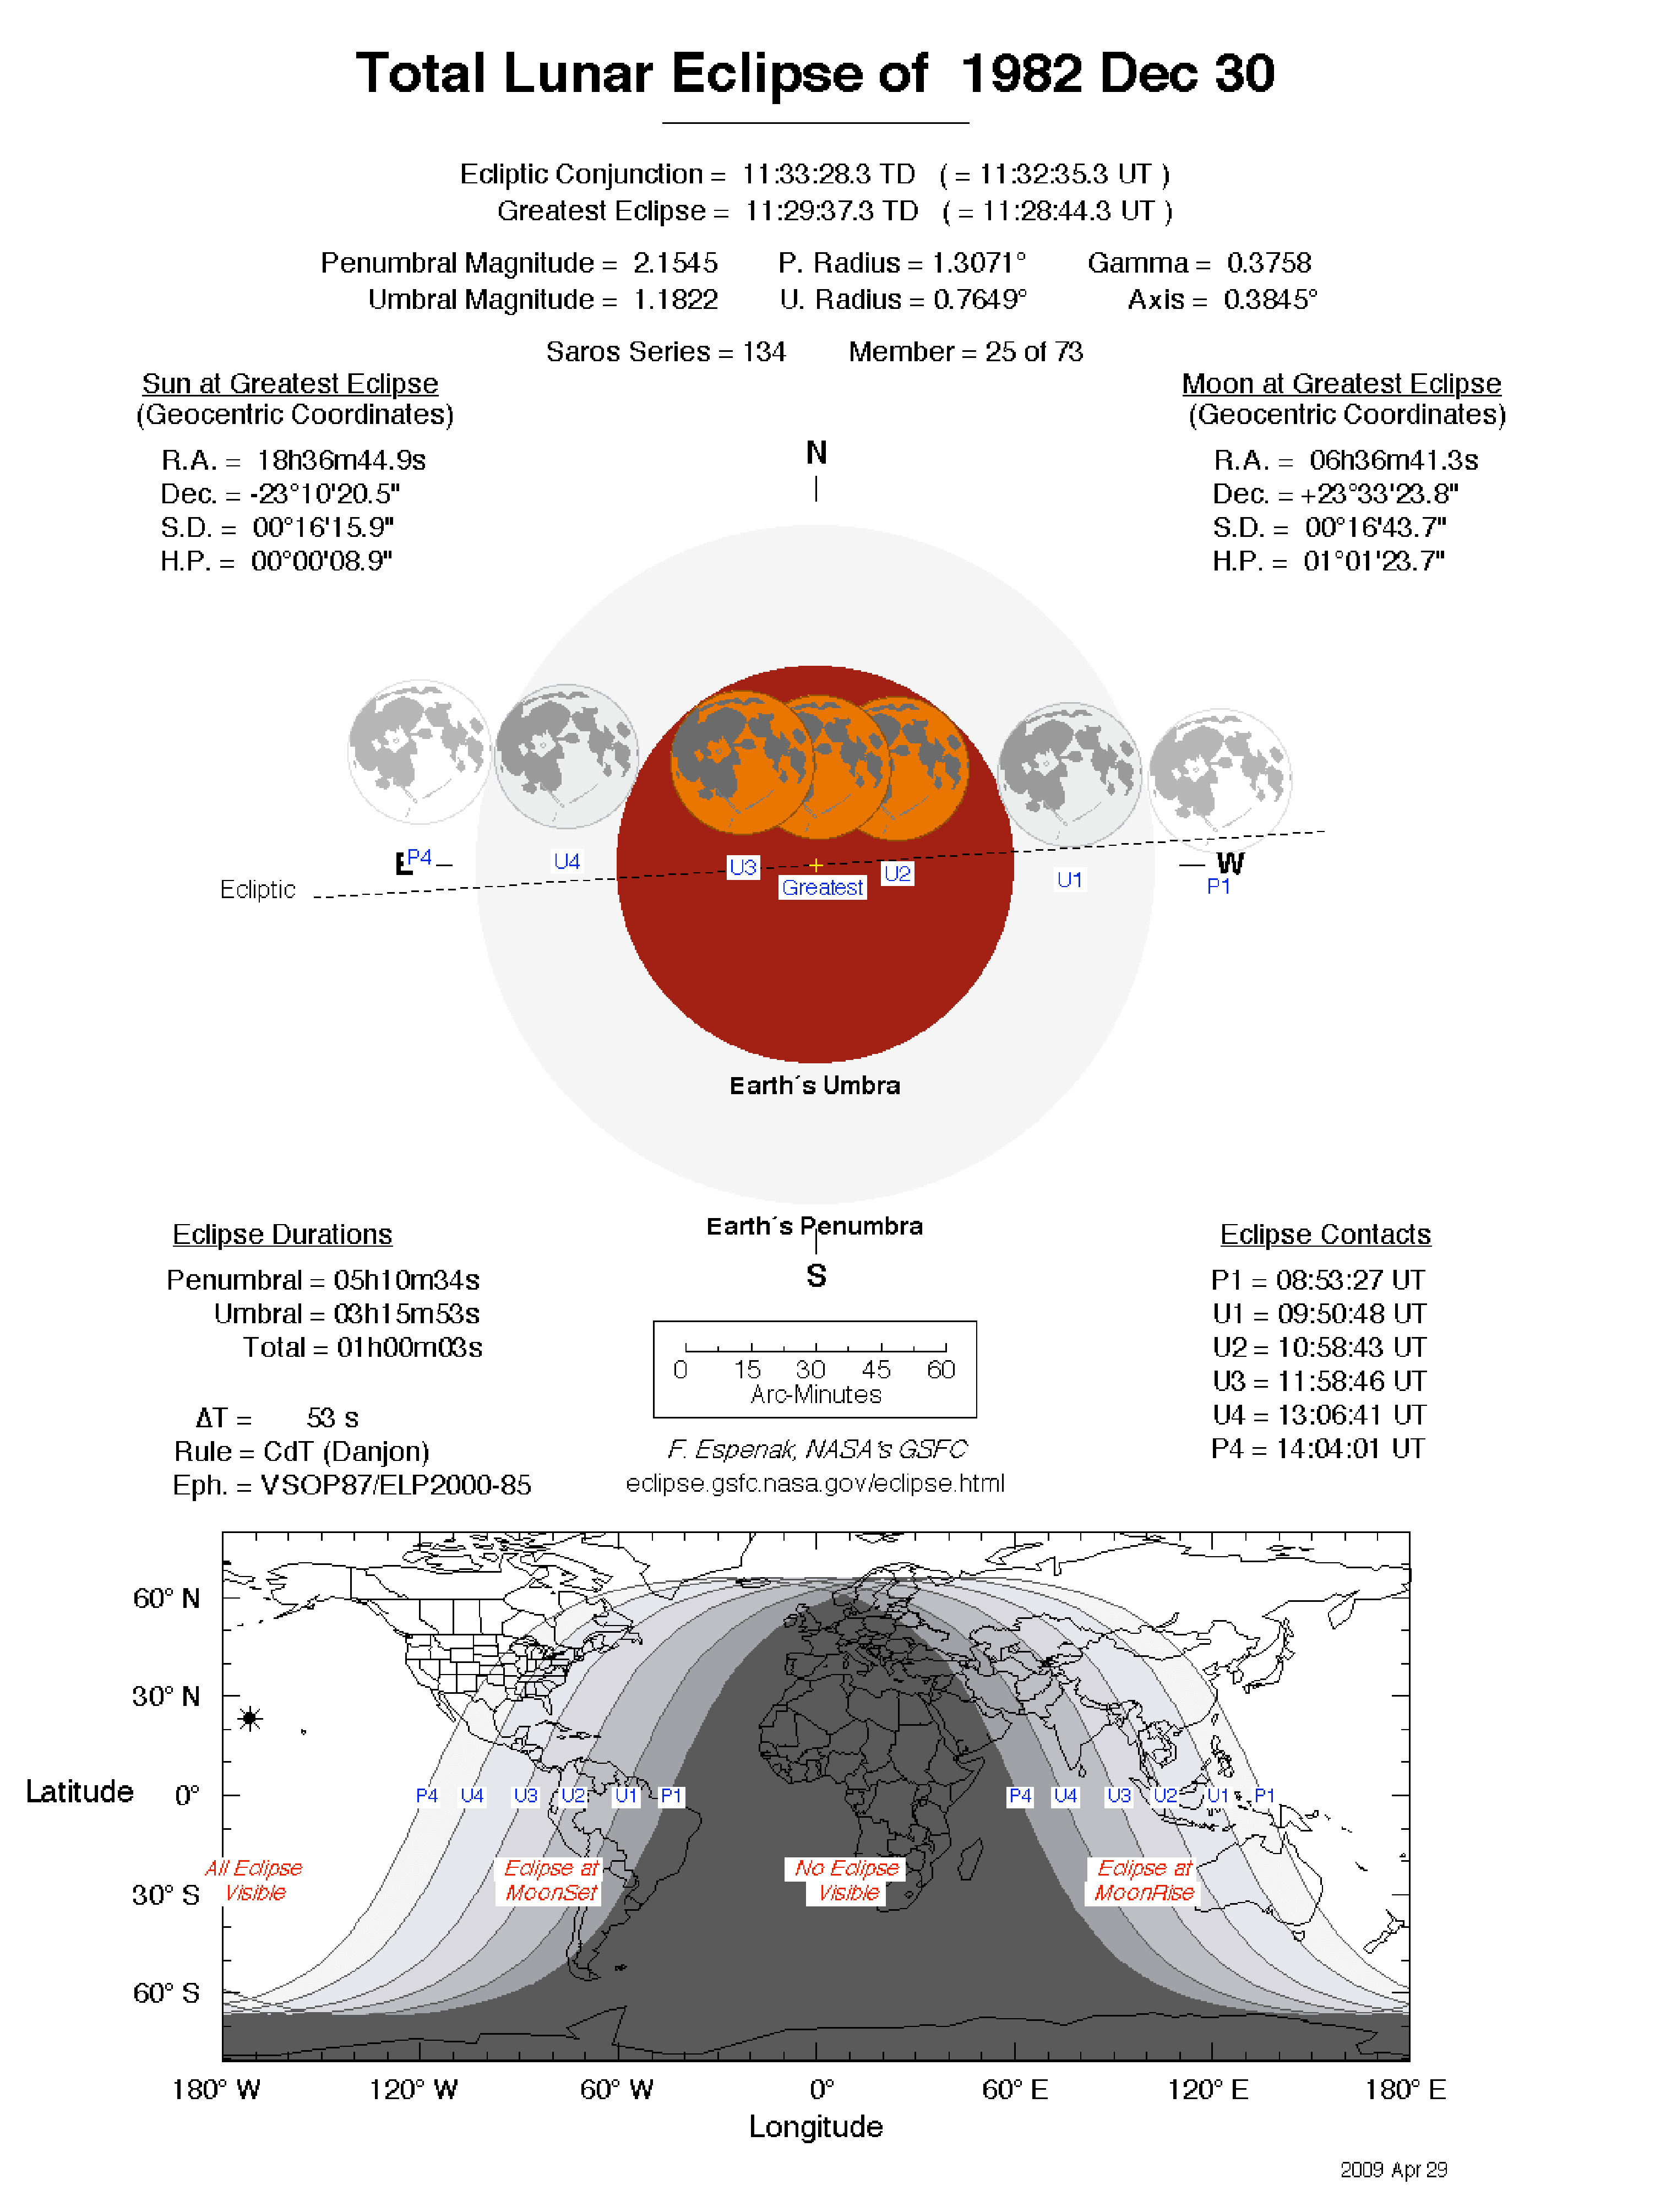 Total Lunar Eclipse of 1982 Dec 30
Ecliptic Conjunction = 11:33:28.3 TD ( = 11:32:35.3 UT )
Greatest Eclipse = 11:29:37.3 TD ( = 11:28:44.3 UT )
Penumbral Magnitude = 2.1545 P. Radius = 1.3071° Gamma = 0.3758
Umbral Magnitude = 1.1822 U. Radius = 0.7649° Axis = 0.3845°
Saros Series = 134 Member = 25 of 73
Sun at Greatest Eclipse
(Geocentric Coordinates)
R.A. = 18h36m44.9s
Dec. = -23°10'20.5"
S.D. = 00°16'15.9"
H.P. = 00°00'08.9"
Moon at Greatest Eclipse
(Geocentric Coordinates)
R.A. = 06h36m41.3s
Dec. = +23°33'23.8"
S.D. = 00°16'43.7"
H.P. = 01°01'23.7"
N
E P4 U4 U3 Greatest U2 U1 W P1
Ecliptic
Earth´s Umbra
Earth´s Penumbra
S
Eclipse Durations
Penumbral = 05h10m34s
Umbral = 03h15m53s
Total = 01h00m03s
ΔT = 53 s
Rule = CdT (Danjon)
Eph. = VSOP87/ELP2000-85
0 15 30 45 60
Arc-Minutes
F. Espenak, NASA's GSFC
eclipse.gsfc.nasa.gov/eclipse.html
Eclipse Contacts
P1 = 08:53:27 UT
U1 = 09:50:48 UT
U2 = 10:58:43 UT
U3 = 11:58:46 UT
U4 = 13:06:41 UT
P4 = 14:04:01 UT
60° N
30° N
Latitude 0° P4 U4 U3 U2 U1 P1 P4 U4 U3 U2 U1 P1
All Eclipse
Visible
Eclipse at
MoonSet
No Eclipse
Visible
Eclipse at
MoonRise
30° S
60° S
180° W 120° W 60° W 0° 60° E 120° E 180° E
Longitude
2009 Apr 29